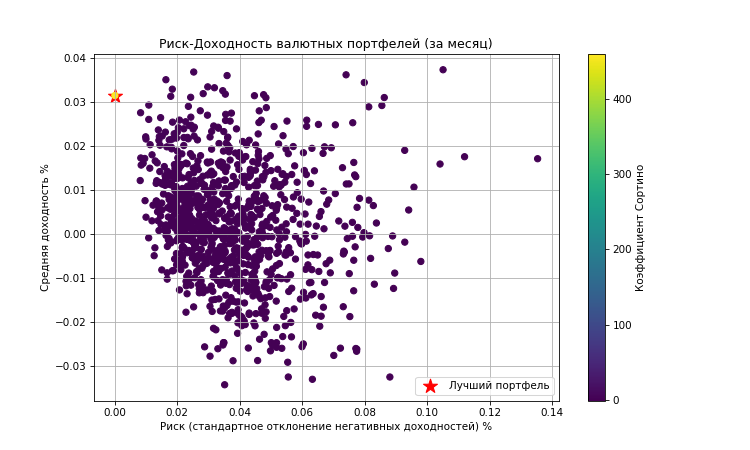 Риск-Доходность валютных портфелей (за месяц)
Средняя доходность %
0.04
0.03
0.02
0.01
0.00
−0.01
−0.02
−0.03
0.00 0.02 0.04 0.06 0.08 0.10 0.12 0.14
Риск (стандартное отклонение негативных доходностей) %
Лучший портфель
400
300
200
100
0
Коэффициент Сортино